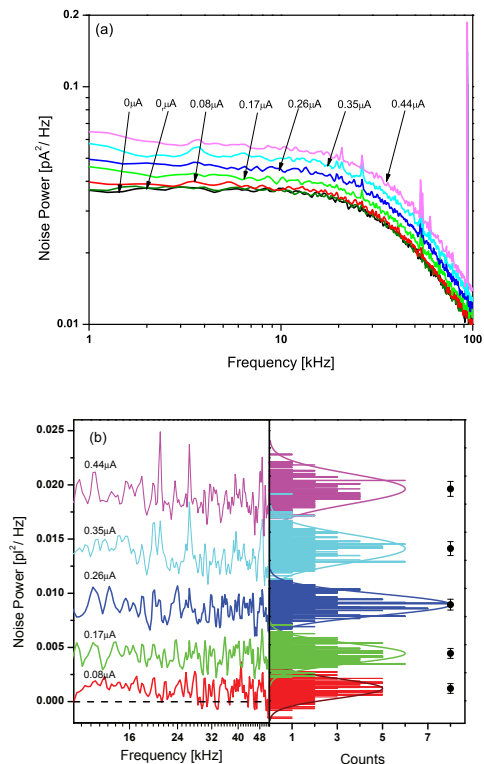 (a)
0.2
0.1
0.01
Noise Power [pA²/ Hz]
0μA
0,μA
0.08μA
0.17μA
0.26μA
0.35μA
0.44μA
1
10
100
Frequency [kHz]
(b)
0.025
0.020
0.015
0.010
0.005
0.000
Noise Power [pI²/ Hz]
0.44μA
0.35μA
0.26μA
0.17μA
0.08μA
16
24
32
40
48
1
3
5
7
Frequency [kHz]
Counts